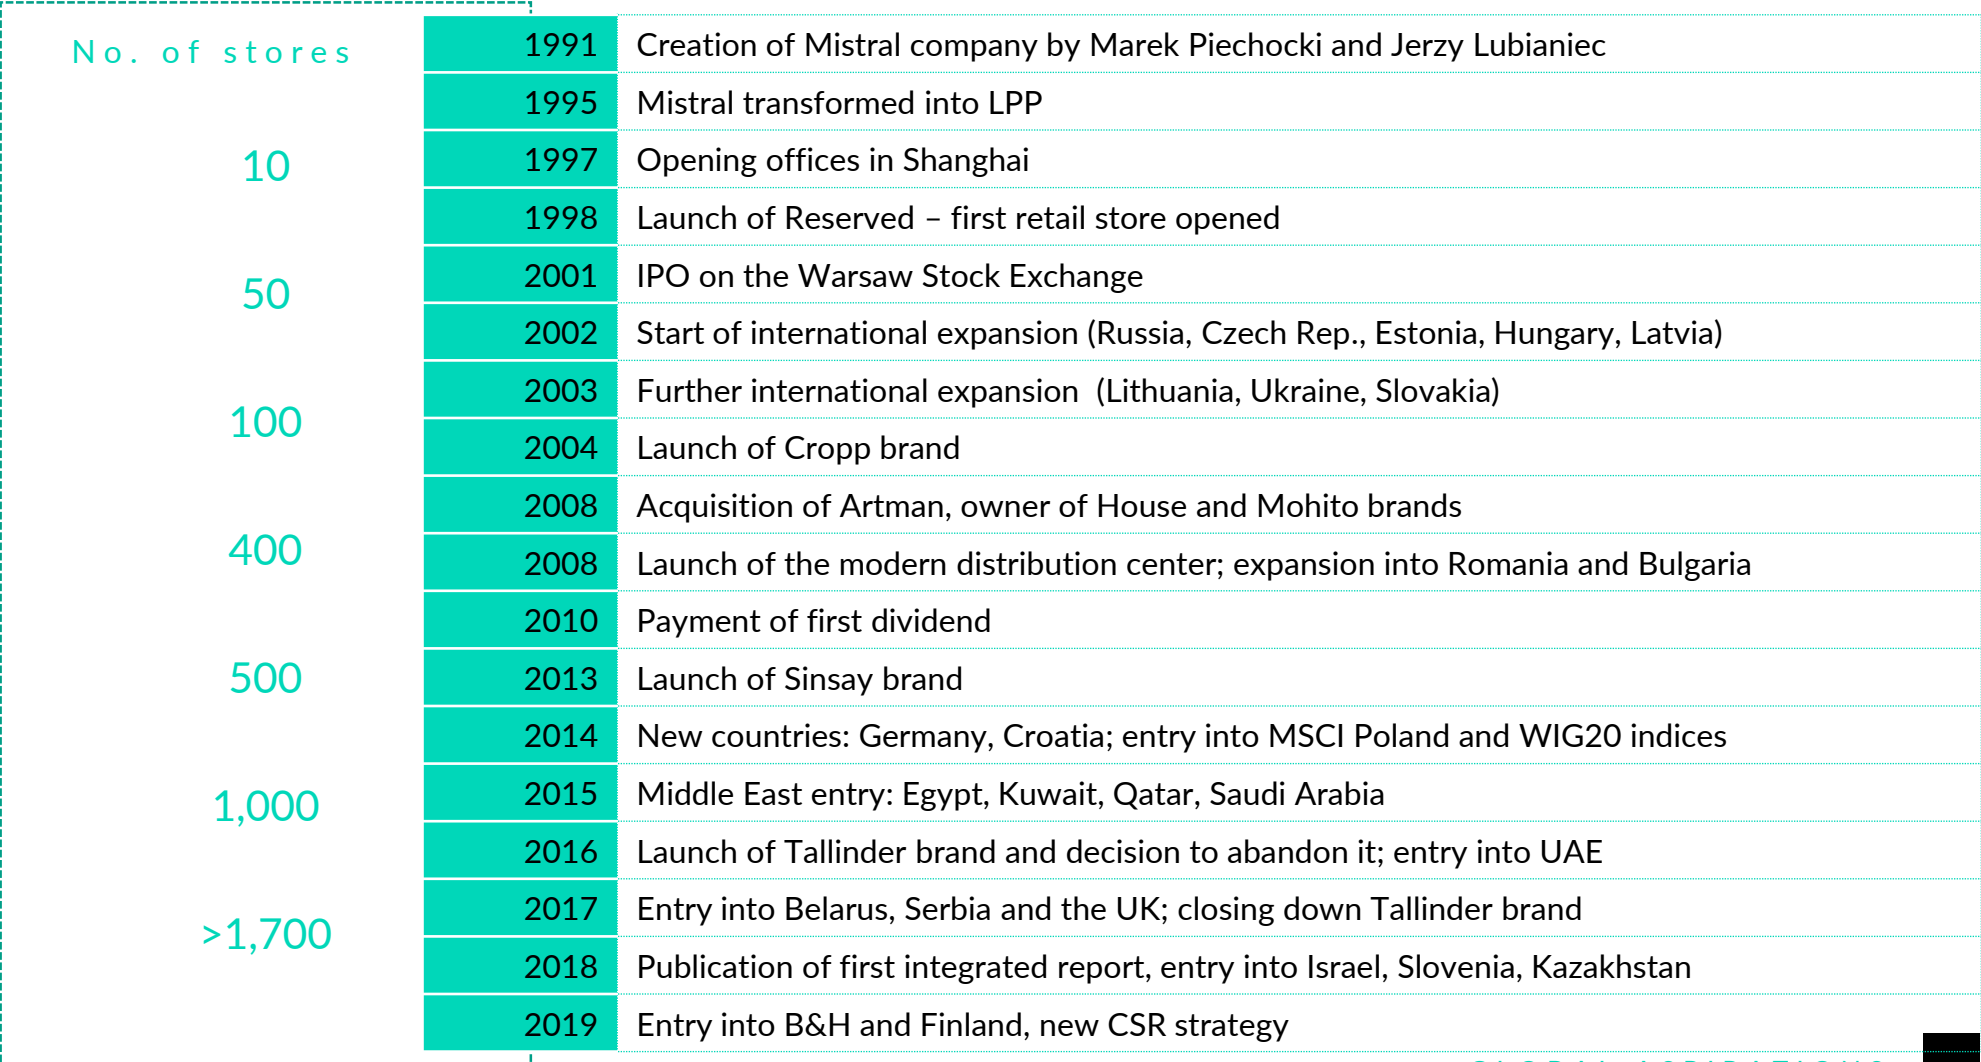 No. of stores
10
50
100
400
500
1,000
>1,700
1991 Creation of Mistral company by Marek Piechocki and Jerzy Lubianiec
1995 Mistral transformed into LPP
1997 Opening offices in Shanghai
1998 Launch of Reserved – first retail store opened
2001 IPO on the Warsaw Stock Exchange
2002 Start of international expansion (Russia, Czech Rep., Estonia, Hungary, Latvia)
2003 Further international expansion (Lithuania, Ukraine, Slovakia)
2004 Launch of Cropp brand
2008 Acquisition of Artman, owner of House and Mohito brands
2008 Launch of the modern distribution center; expansion into Romania and Bulgaria
2010 Payment of first dividend
2013 Launch of Sinsay brand
2014 New countries: Germany, Croatia; entry into MSCI Poland and WIG20 indices
2015 Middle East entry: Egypt, Kuwait, Qatar, Saudi Arabia
2016 Launch of Tallinder brand and decision to abandon it; entry into UAE
2017 Entry into Belarus, Serbia and the UK; closing down Tallinder brand
2018 Publication of first integrated report, entry into Israel, Slovenia, Kazakhstan
2019 Entry into B&H and Finland, new CSR strategy